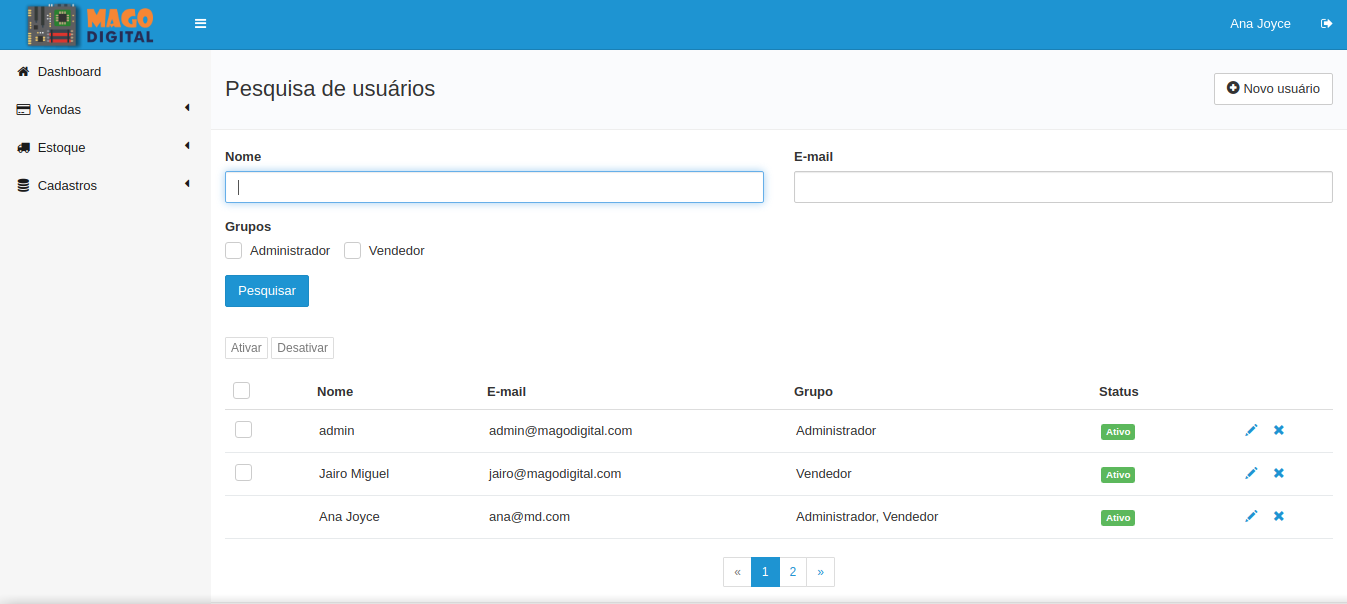 MAGO
DIGITAL
Ana Joyce
Dashboard
Vendas
Estoque
Cadastros
Pesquisa de usuários
Novo usuário
Nome
E-mail
Grupos
Administrador Vendedor
Pesquisar
Ativar Desativar
Nome E-mail Grupo Status
admin admin@magodigital.com Administrador Ativo
Jairo Miguel jairo@magodigital.com Vendedor Ativo
Ana Joyce ana@md.com Administrador, Vendedor Ativo
« 1 2 »